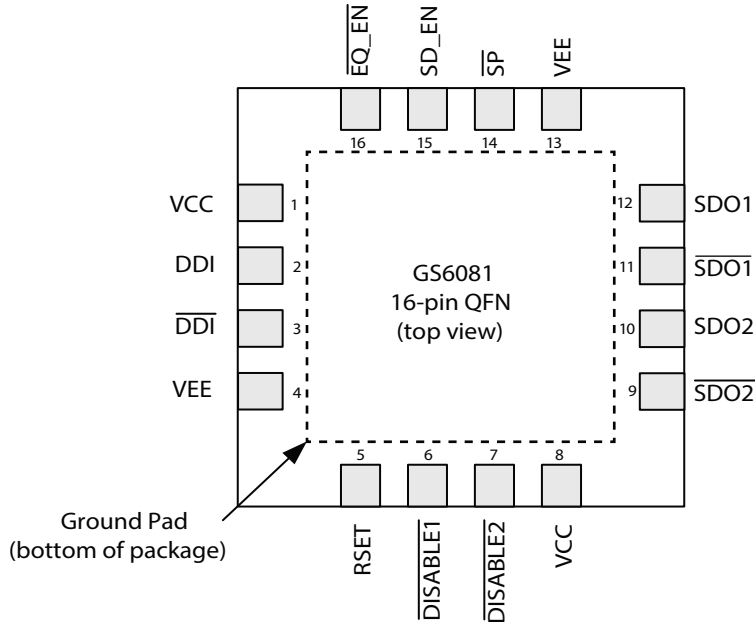 EQ_EN
SD_EN
SP
VEE
16
15
14
13
VCC
1
DDI
2
DDI
3
VEE
4
GS6081
16-pin QFN
(top view)
12
SDO1
11
SDO1
10
SDO2
9
SDO2
5
6
7
8
RSET
DISABLE1
DISABLE2
VCC
Ground Pad
(bottom of package)